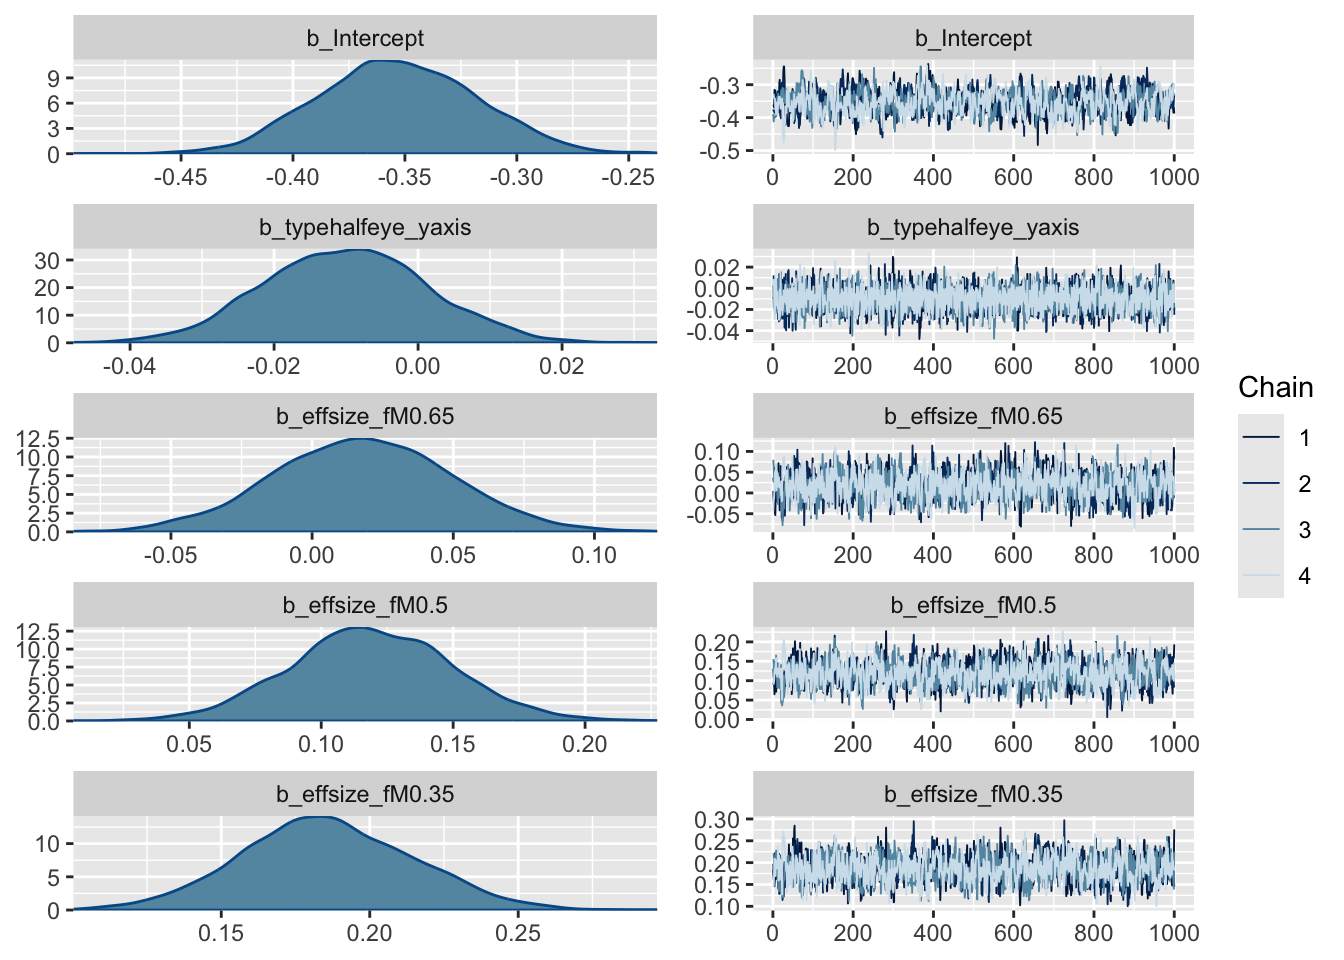 b_Intercept
9
6
3
0
-0.45 -0.40 -0.35 -0.30 -0.25
b_Intercept
-0.3
-0.4
-0.5
0 200 400 600 800 1000
b_typehalfeye_yaxis
30
20
10
0
-0.04 -0.02 0.00 0.02
b_typehalfeye_yaxis
0.02
0.00
-0.02
-0.04
0 200 400 600 800 1000
b_effsize_fM0.65
12.5
10.0
7.5
5.0
2.5
0.0
-0.05 0.00 0.05 0.10
b_effsize_fM0.65
0.10
0.05
0.00
-0.05
0 200 400 600 800 1000
b_effsize_fM0.5
12.5
10.0
7.5
5.0
2.5
0.0
0.05 0.10 0.15 0.20
b_effsize_fM0.5
0.20
0.15
0.10
0.05
0.00
0 200 400 600 800 1000
b_effsize_fM0.35
10
5
0
0.15 0.20 0.25
b_effsize_fM0.35
0.30
0.25
0.20
0.15
0.10
0 200 400 600 800 1000
Chain
1
2
3
4